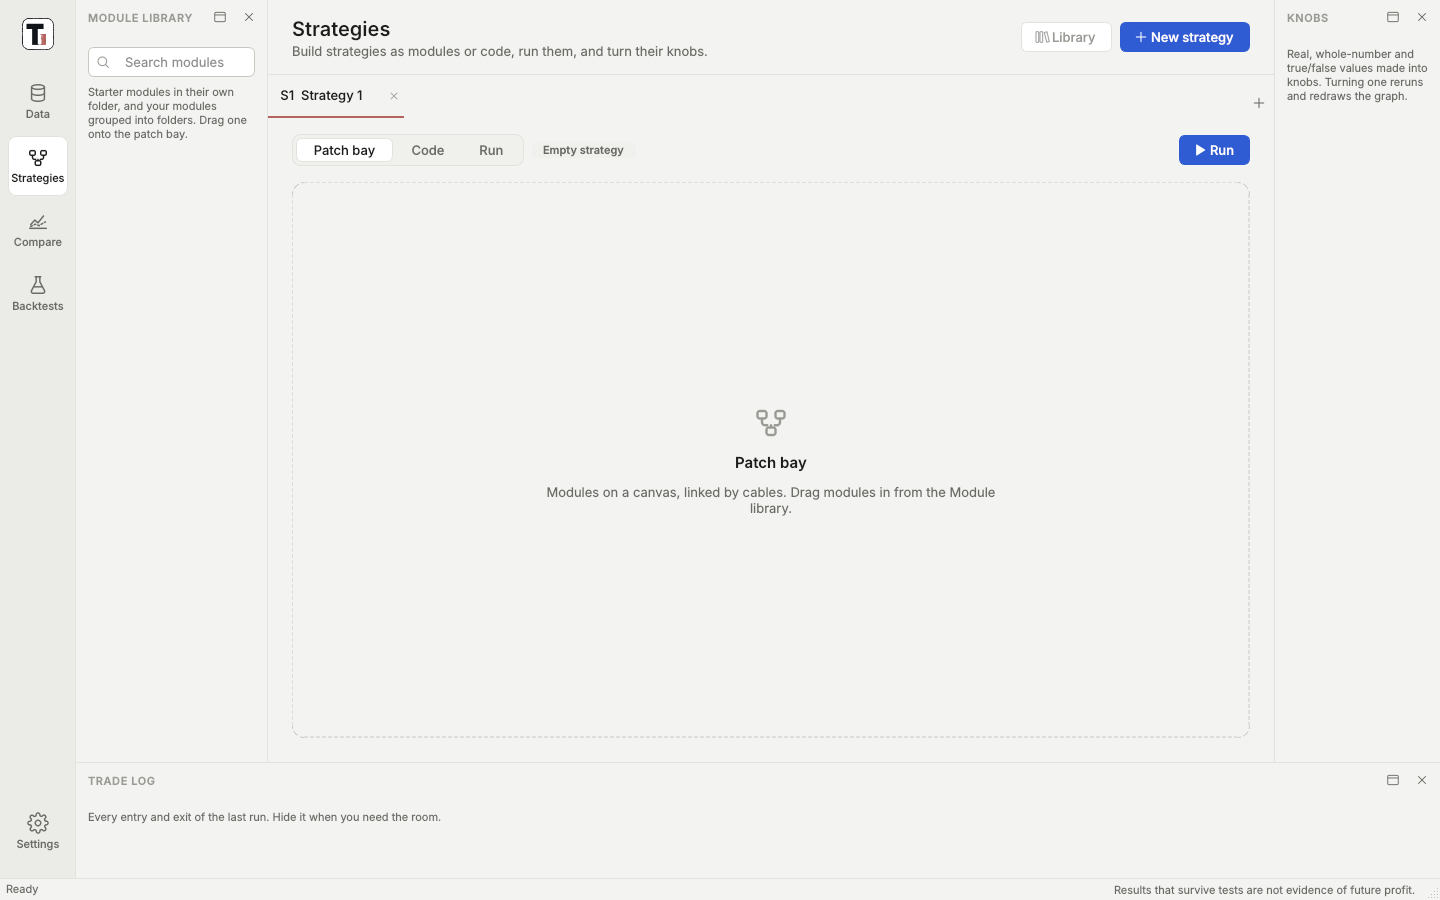 MODULE LIBRARY
Search modules
Starter modules in their own
folder, and your modules
grouped into folders. Drag one
onto the patch bay.
Data
Strategies
Compare
Backtests
Settings
Strategies
Build strategies as modules or code, run them, and turn their knobs.
Library
New strategy
S1 Strategy 1
Patch bay
Code
Run
Empty strategy
Run
Patch bay
Modules on a canvas, linked by cables. Drag modules in from the Module
library.
KNOBS
Real, whole-number and
true/false values made into
knobs. Turning one reruns
and redraws the graph.
TRADE LOG
Every entry and exit of the last run. Hide it when you need the room.
Ready
Results that survive tests are not evidence of future profit.